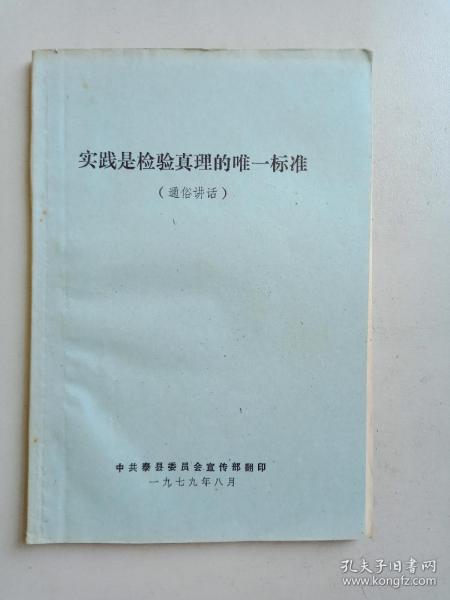 实践是检验真理的唯一标准
（通俗讲话）
中共泰县委员会宣传部翻印
一九七九年八月
孔夫子旧书网
www.kongfz.com